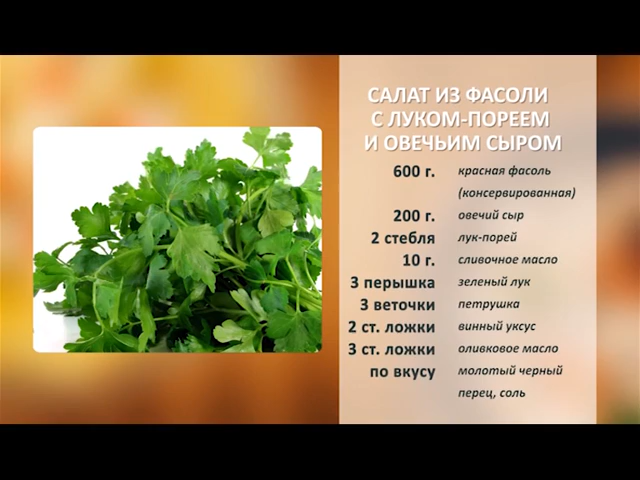 САЛАТ ИЗ ФАСОЛИ
С ЛУКОМ-ПОРЕЕМ
И ОВЕЧЬИМ СЫРОМ
600 г. красная фасоль
(консервированная)
200 г. овечий сыр
2 стебля лук-порей
10 г. сливочное масло
3 перышка зеленый лук
3 веточки петрушка
2 ст. ложки винный уксус
3 ст. ложки оливковое масло
по вкусу молотый черный
перец, соль